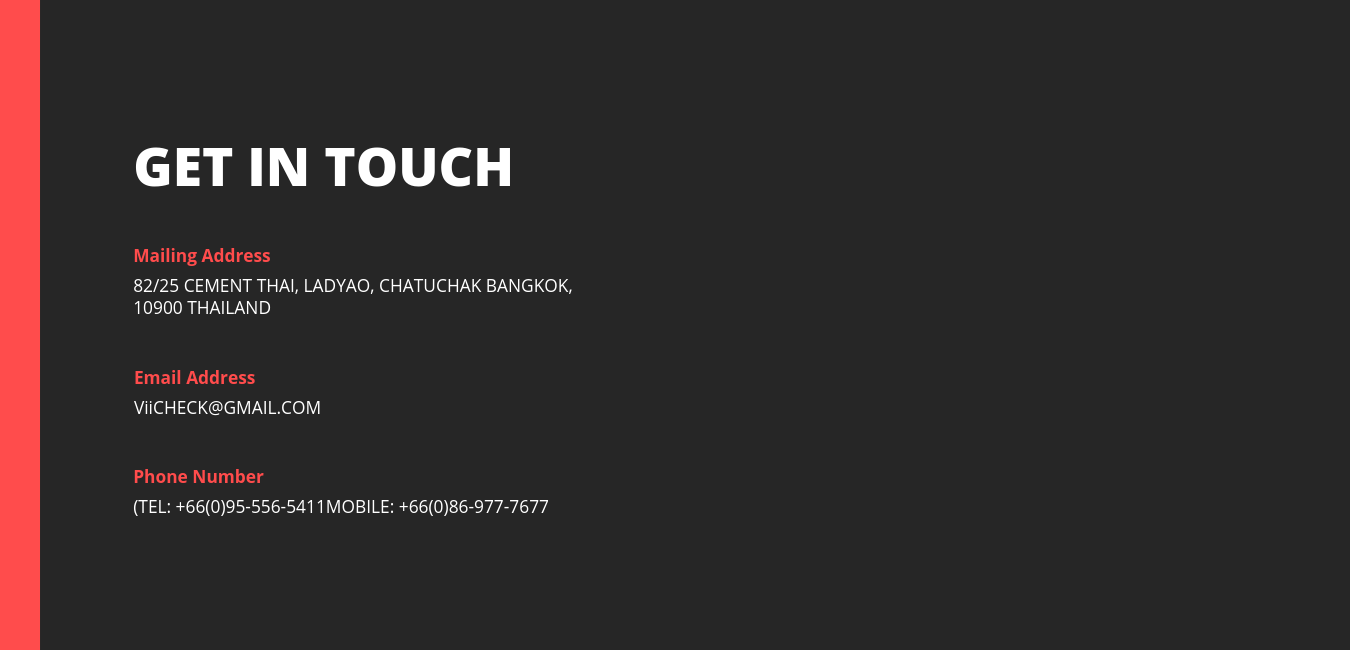 GET IN TOUCH
Mailing Address
82/25 CEMENT THAI, LADYAO, CHATUCHAK BANGKOK,
10900 THAILAND
Email Address
ViiCHECK@GMAIL.COM
Phone Number
(TEL: +66(0)95-556-5411MOBILE: +66(0)86-977-7677